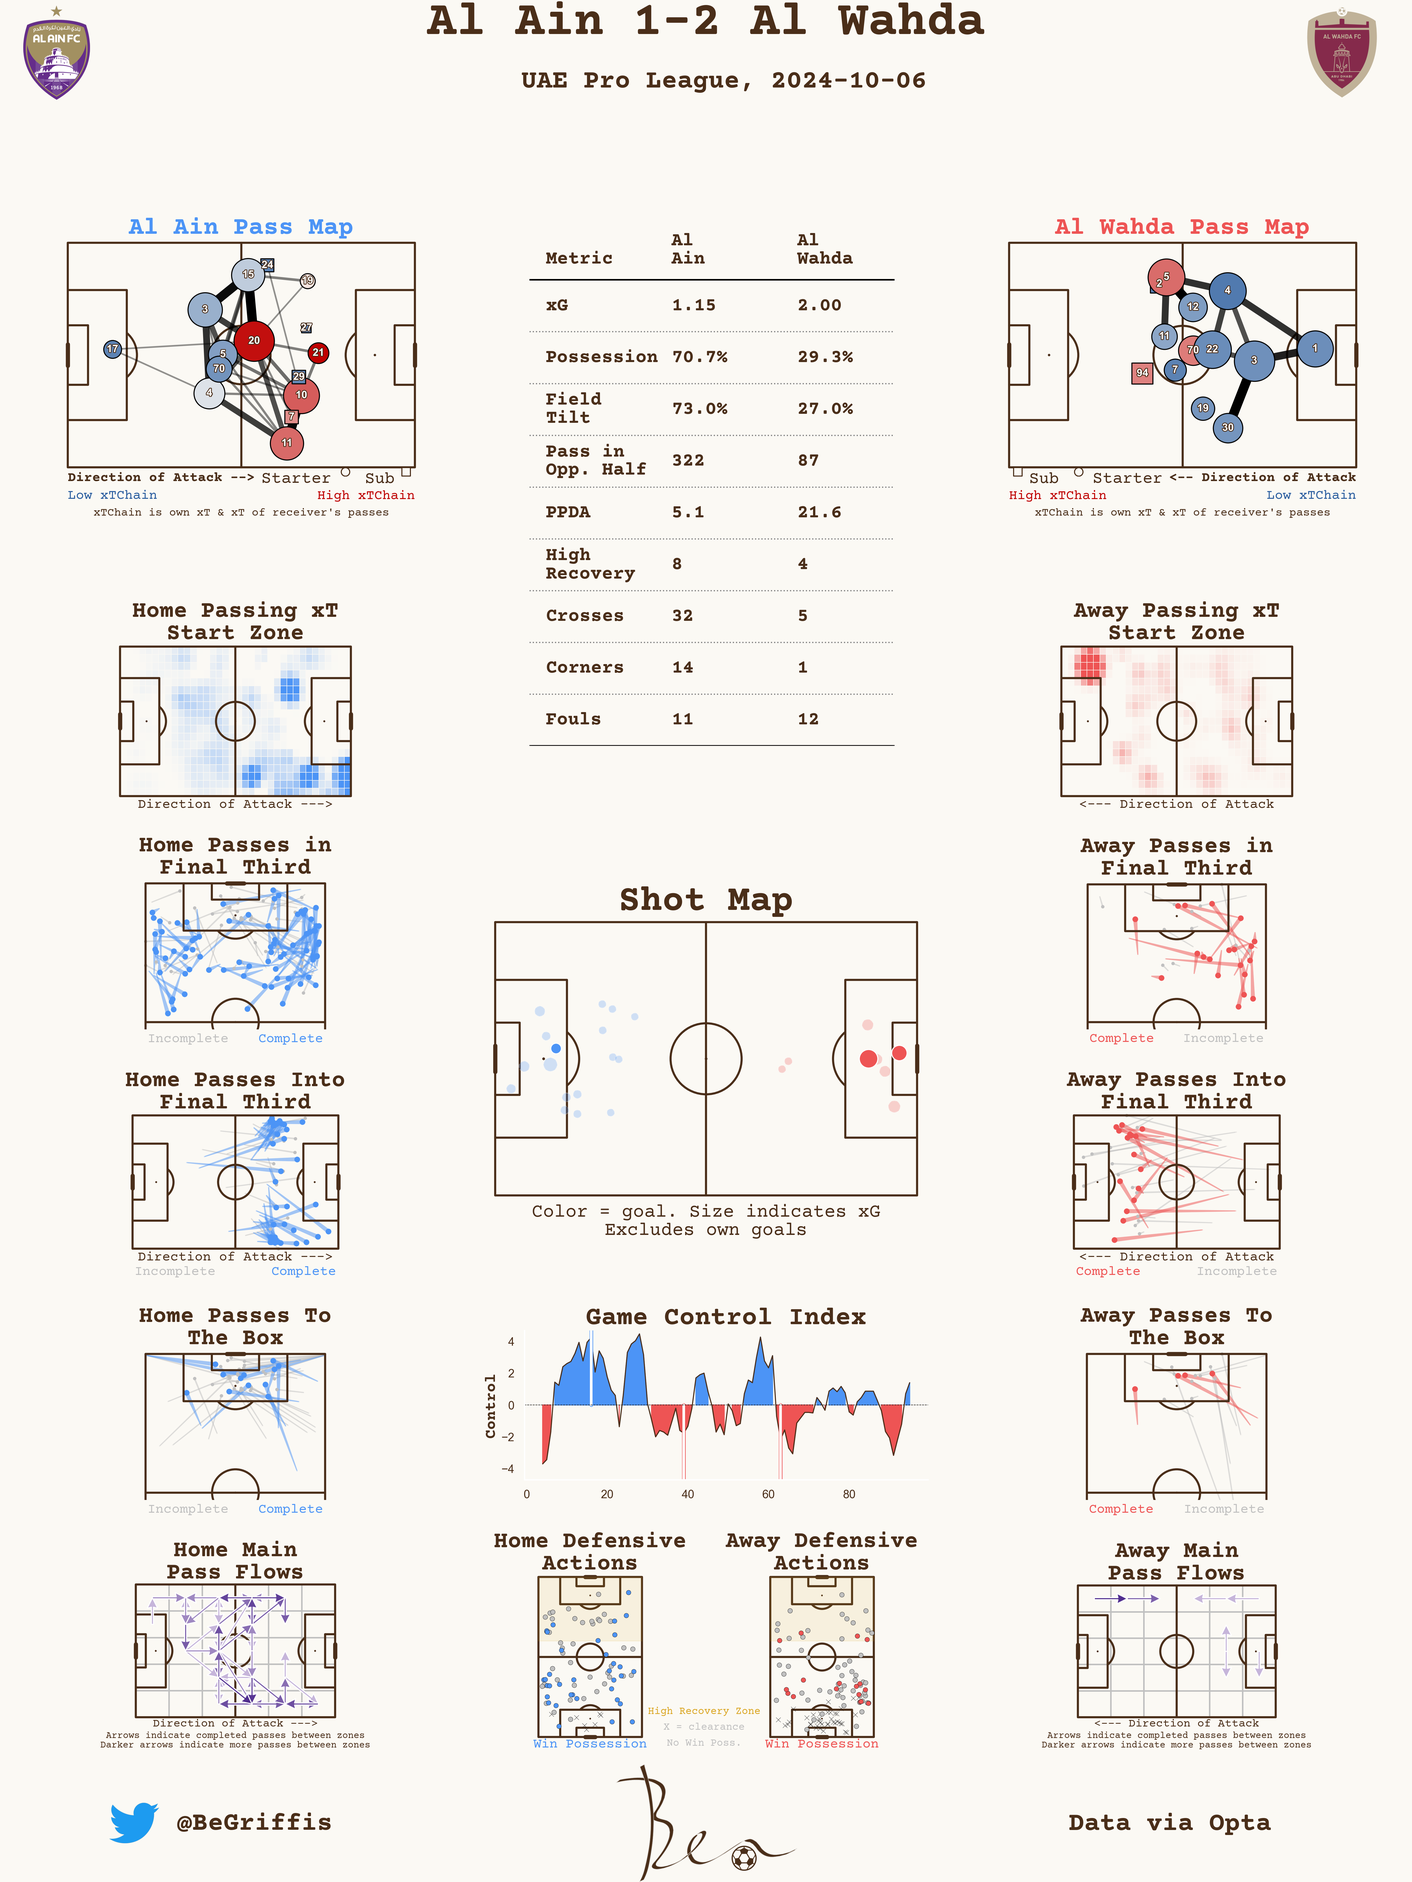 Al Ain 1-2 Al Wahda
UAE Pro League, 2024-10-06
AL AIN FC
1968
AL WAHDA FC
Al Ain Pass Map
15
24
19
3
27
20
17
5
21
70
29
4
10
7
11
Direction of Attack --> Starter Sub
Low xTChain High xTChain
xTChain is own xT & xT of receiver's passes
Metric Al Ain Al Wahda
xG 1.15 2.00
Possession 70.7% 29.3%
Field Tilt 73.0% 27.0%
Pass in Opp. Half 322 87
PPDA 5.1 21.6
High Recovery 8 4
Crosses 32 5
Corners 14 1
Fouls 11 12
Al Wahda Pass Map
5
2
4
12
11
70
22
1
3
7
94
19
30
Sub Starter <-- Direction of Attack
High xTChain Low xTChain
xTChain is own xT & xT of receiver's passes
Home Passing xT
Start Zone
Direction of Attack --->
Away Passing xT
Start Zone
<--- Direction of Attack
Home Passes in
Final Third
Incomplete Complete
Away Passes in
Final Third
Complete Incomplete
Shot Map
Color = goal. Size indicates xG
Excludes own goals
Home Passes Into
Final Third
Direction of Attack --->
Incomplete Complete
Away Passes Into
Final Third
<--- Direction of Attack
Complete Incomplete
Home Passes To
The Box
Incomplete Complete
Game Control Index
Control
4
2
0
−2
−4
0 20 40 60 80
Away Passes To
The Box
Complete Incomplete
Home Main
Pass Flows
Direction of Attack --->
Arrows indicate completed passes between zones
Darker arrows indicate more passes between zones
Home Defensive
Actions
Win Possession
Away Defensive
Actions
Win Possession
High Recovery Zone
X = clearance
No Win Poss.
Away Main
Pass Flows
<--- Direction of Attack
Arrows indicate completed passes between zones
Darker arrows indicate more passes between zones
@BeGriffis
Ben
Data via Opta